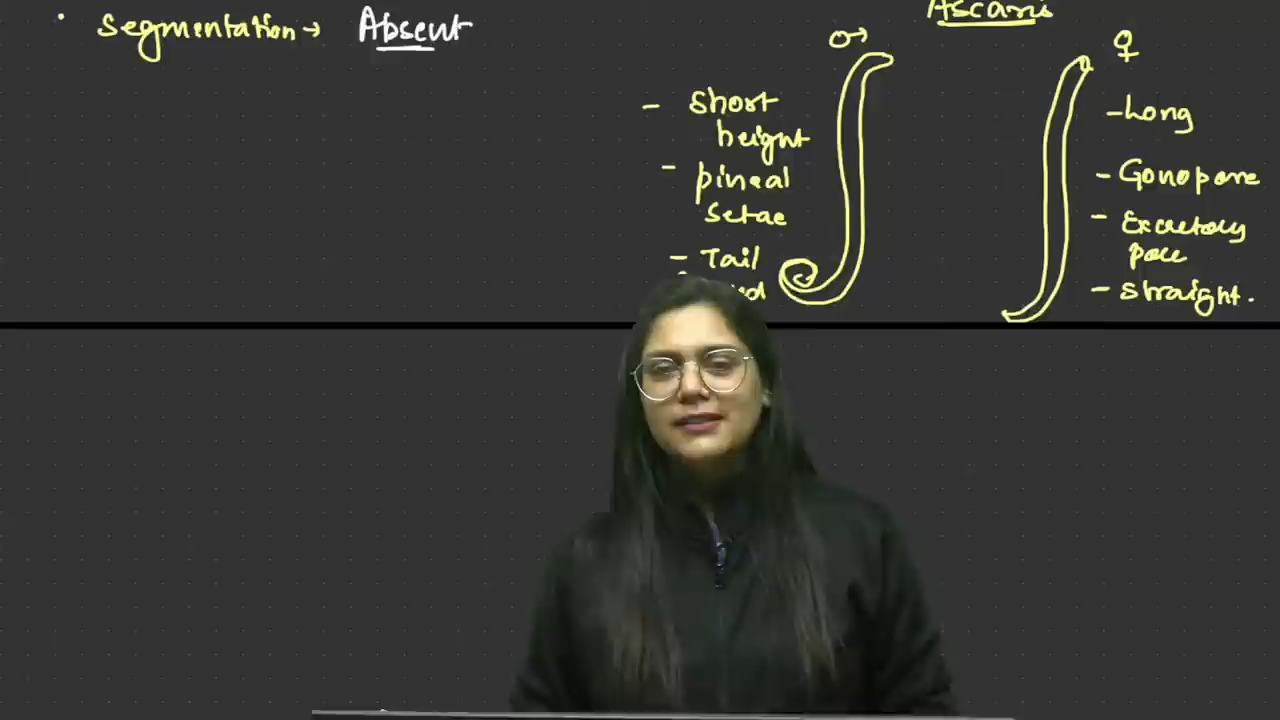 • Segmentation → Absent
Ascaris
♂
♀
- Short
height
- pineal
setae
- Tail
- Long
- Gonopore
- Excretory
pore
- Straight.